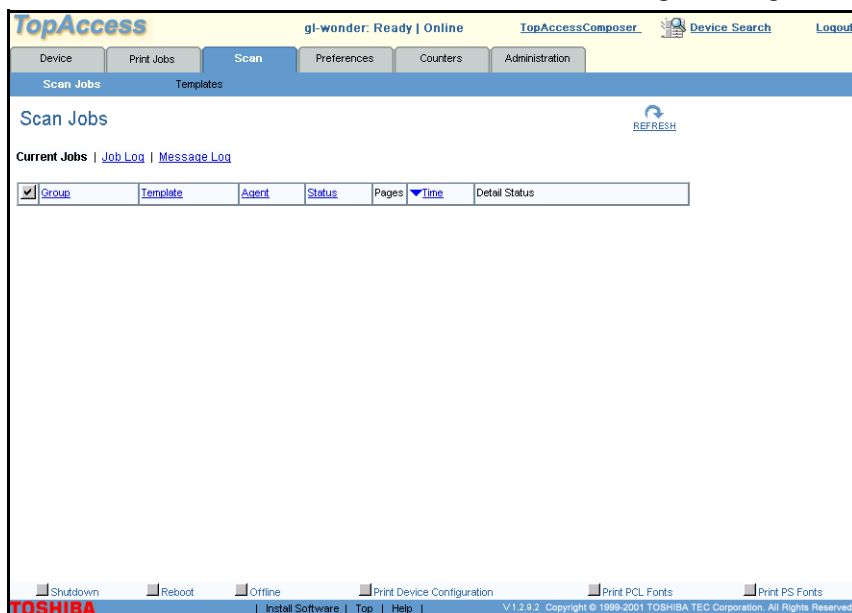 TopAccess gl-wonder: Ready | Online TopAccessComposer Device Search Logout
Device Print Jobs Scan Preferences Counters Administration
Scan Jobs Templates
Scan Jobs
REFRESH
Current Jobs | Job Log | Message Log
Group Template Agent Status Pages Time Detail Status
Shutdown Reboot Offline Print Device Configuration Print PCL Fonts Print PS Fonts
TOSHIBA | Install Software | Top | Help | V1.2.9.2 Copyright © 1999-2001 TOSHIBA TEC Corporation. All Rights Reserved